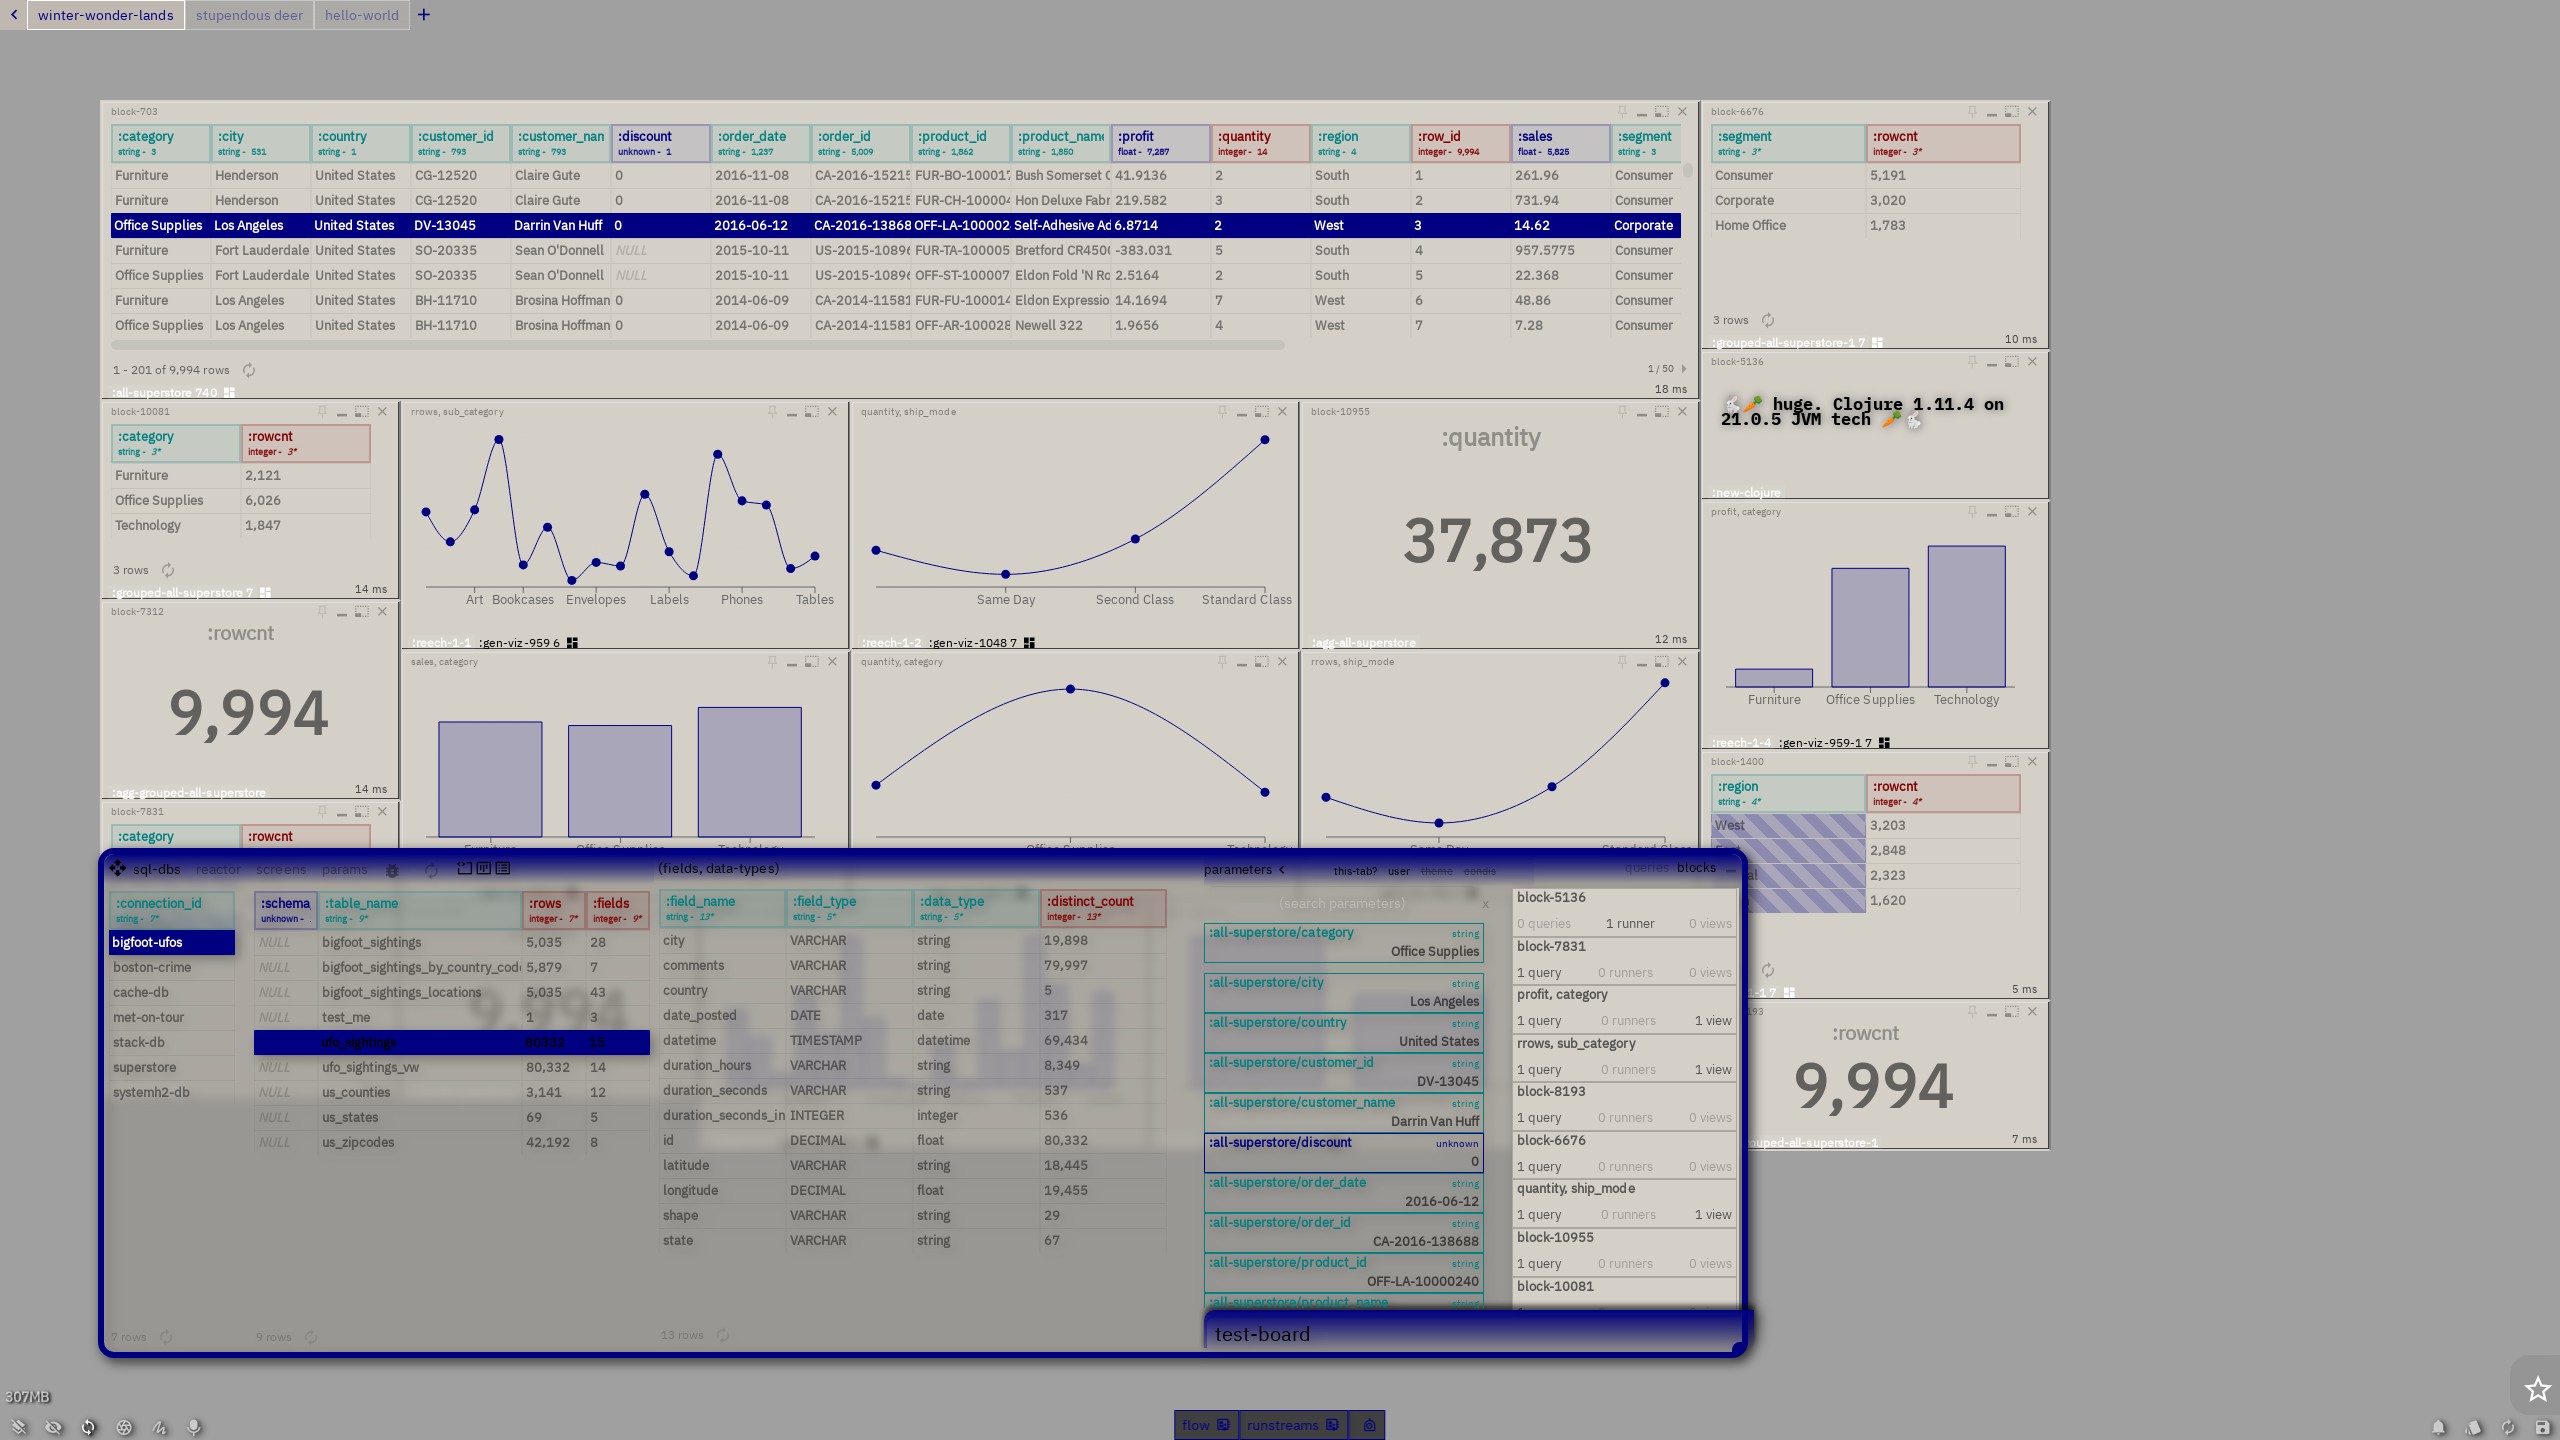 winter-wonder-lands stupendous deer hello-world +
block-703
:category :city :country :customer_id :customer_nan :discount :order_date :order_id :product_id :product_name :profit :quantity :region :row_id :sales :segment
string - 3 string - 531 string - 1 string - 793 string - 793 unknown - 1 string - 1,237 string - 5,009 string - 1,862 string - 1,850 float - 7,287 integer - 14 string - 4 integer - 9,994 float - 5,825 string - 3
Furniture Henderson United States CG-12520 Claire Gute 0 2016-11-08 CA-2016-15215 FUR-BO-10001 Bush Somerset 41.9136 2 South 1 261.96 Consumer
Furniture Henderson United States CG-12520 Claire Gute 0 2016-11-08 CA-2016-15215 FUR-CH-100004 Hon Deluxe Fabr 219.582 3 South 2 731.94 Consumer
Office Supplies Los Angeles United States DV-13045 Darrin Van Huff 0 2016-06-12 CA-2016-13868 OFF-LA-100002 Self-Adhesive Ad 6.8714 2 West 3 14.62 Corporate
Furniture Fort Lauderdale United States SO-20335 Sean O'Donnell NULL 2015-10-11 US-2015-10896 FUR-TA-100005 Bretford CR450 -383.031 5 South 4 957.5775 Consumer
Office Supplies Fort Lauderdale United States SO-20335 Sean O'Donnell NULL 2015-10-11 US-2015-10896 OFF-ST-100007 Eldon Fold 'N Ro 2.5164 2 South 5 22.368 Consumer
Furniture Los Angeles United States BH-11710 Brosina Hoffman 0 2014-06-09 CA-2014-11581 FUR-FU-100014 Eldon Expressio 14.1694 7 West 6 48.86 Consumer
Office Supplies Los Angeles United States BH-11710 Brosina Hoffman 0 2014-06-09 CA-2014-11581 OFF-AR-100028 Newell 322 1.9656 4 West 7 7.28 Consumer
1 - 201 of 9,994 rows 1 / 50
18 ms
:all-superstore 740
block-6676
:segment :rowcnt
string - 3* integer - 3*
Consumer 5,191
Corporate 3,020
Home Office 1,783
3 rows
:grouped-all-superstore-1 7 10 ms
block-5136
🐇🥕 huge. Clojure 1.11.4 on
21.0.5 JVM tech 🥕🐇
:new-clojure
block-10081
:category :rowcnt
string - 3* integer - 3*
Furniture 2,121
Office Supplies 6,026
Technology 1,847
3 rows
:grouped-all-superstore 7 14 ms
rrows, sub_category
Art Bookcases Envelopes Labels Phones Tables
:reech-1-1 :gen-viz-959 6
quantity, ship_mode
Same Day Second Class Standard Class
:reech-1-2 :gen-viz-1048 7
block-10955
:quantity
37,873
:agg-all-superstore 12 ms
profit, category
Furniture Office Supplies Technology
:reech-1-4 :gen-viz-959-1 7
block-7312
:rowcnt
9,994
:agg-grouped-all-superstore 14 ms
sales, category
Furniture Office Supplies Technology
quantity, category
Office Supplies Technology
rrows, ship_mode
Same Day Standard Class
block-1400
:region :rowcnt
string - 4* integer - 4*
West 3,203
2,848
2,323
1,620
5 ms
:rowcnt
9,994
7 ms
block-7831
:category :rowcnt
sql-dbs reactor screens params
:connection_id
string - 7*
bigfoot-ufos
boston-crime
cache-db
met-on-tour
stack-db
superstore
systemh2-db
7 rows
:schema :table_name :rows :fields
unknown - string - 9* integer - 7* integer - 9*
NULL bigfoot_sightings 5,035 28
NULL bigfoot_sightings_by_country_code 5,879 7
NULL bigfoot_sightings_locations 5,035 43
NULL test_me 1 3
ufo_sightings 80332 15
NULL ufo_sightings_vw 80,332 14
NULL us_counties 3,141 12
NULL us_states 69 5
NULL us_zipcodes 42,192 8
9 rows
(fields, data-types)
:field_name :field_type :data_type :distinct_count
string - 13* string - 5* string - 5* integer - 13*
city VARCHAR string 19,898
comments VARCHAR string 79,997
country VARCHAR string 5
date_posted DATE date 317
datetime TIMESTAMP datetime 69,434
duration_hours VARCHAR string 8,349
duration_seconds VARCHAR string 537
duration_seconds_in INTEGER integer 536
id DECIMAL float 80,332
latitude VARCHAR string 18,445
longitude DECIMAL float 19,455
shape VARCHAR string 29
state VARCHAR string 67
13 rows
parameters this-tab? user theme condis
(search parameters) x
:all-superstore/category string
Office Supplies
:all-superstore/city string
Los Angeles
:all-superstore/country string
United States
:all-superstore/customer_id string
DV-13045
:all-superstore/customer_name string
Darrin Van Huff
:all-superstore/discount unknown
0
:all-superstore/order_date string
2016-06-12
:all-superstore/order_id string
CA-2016-138688
:all-superstore/product_id string
OFF-LA-10000240
:all-superstore/product_name string
queries blocks
block-5136
0 queries 1 runner 0 views
block-7831
1 query 0 runners 0 views
profit, category
1 query 0 runners 1 view
rrows, sub_category
1 query 0 runners 1 view
block-8193
1 query 0 runners 0 views
block-6676
1 query 0 runners 0 views
quantity, ship_mode
1 query 0 runners 1 view
block-10955
1 query 0 runners 0 views
block-10081
test-board
307MB
flow runstreams